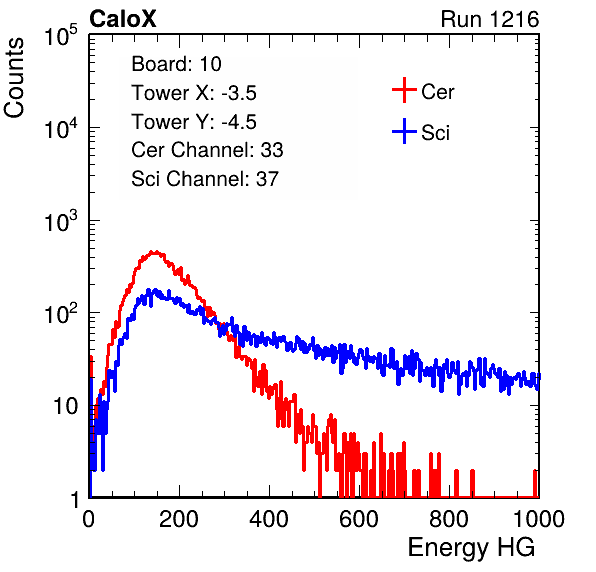 CaloX Run 1216
Counts
10^5
10^4
10^3
10^2
10
1
Board: 10
Tower X: -3.5
Tower Y: -4.5
Cer Channel: 33
Sci Channel: 37
Cer
Sci
0 200 400 600 800 1000
Energy HG